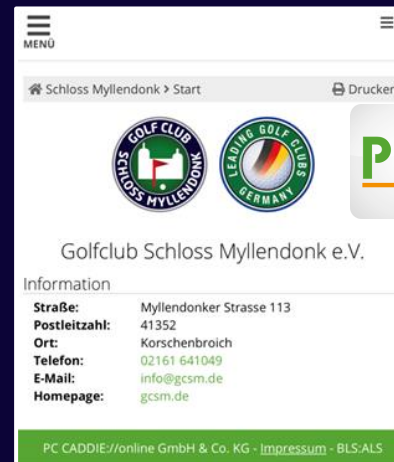 MENÜ
Schloss Myllendonk > Start
Drucken
GOLF CLUB
SCHLOSS MYLLENDONK
LEADING GOLF CLUBS
GERMANY
P
Golfclub Schloss Myllendonk e.V.
Information
Straße: Myllendonker Strasse 113
Postleitzahl: 41352
Ort: Korschenbroich
Telefon: 02161 641049
E-Mail: info@gcsm.de
Homepage: gcsm.de
PC CADDIE://online GmbH & Co. KG - Impressum - BLS:ALS